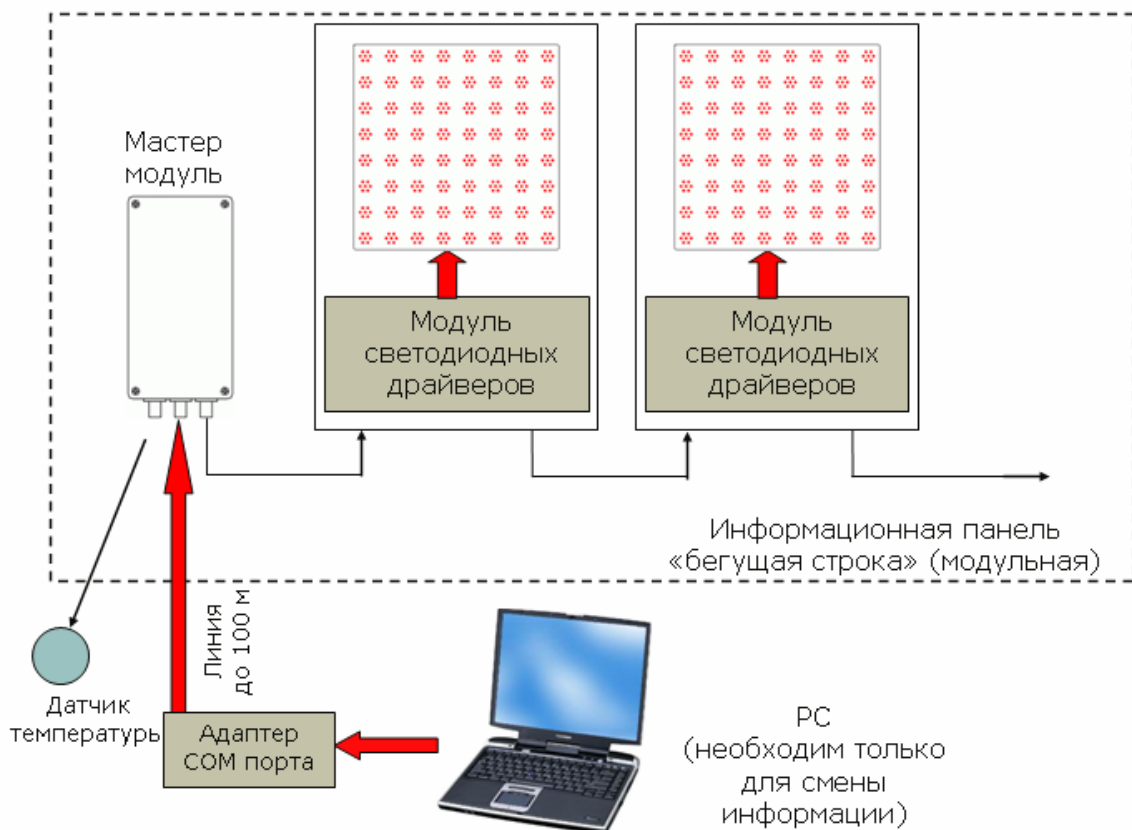 Мастер
модуль
Модуль
светодиодных
драйверов
Модуль
светодиодных
драйверов
Информационная панель
«бегущая строка» (модульная)
Линия
до 100 м
Датчик
температуры
Адаптер
COM порта
PC
(необходим только
для смены
информации)